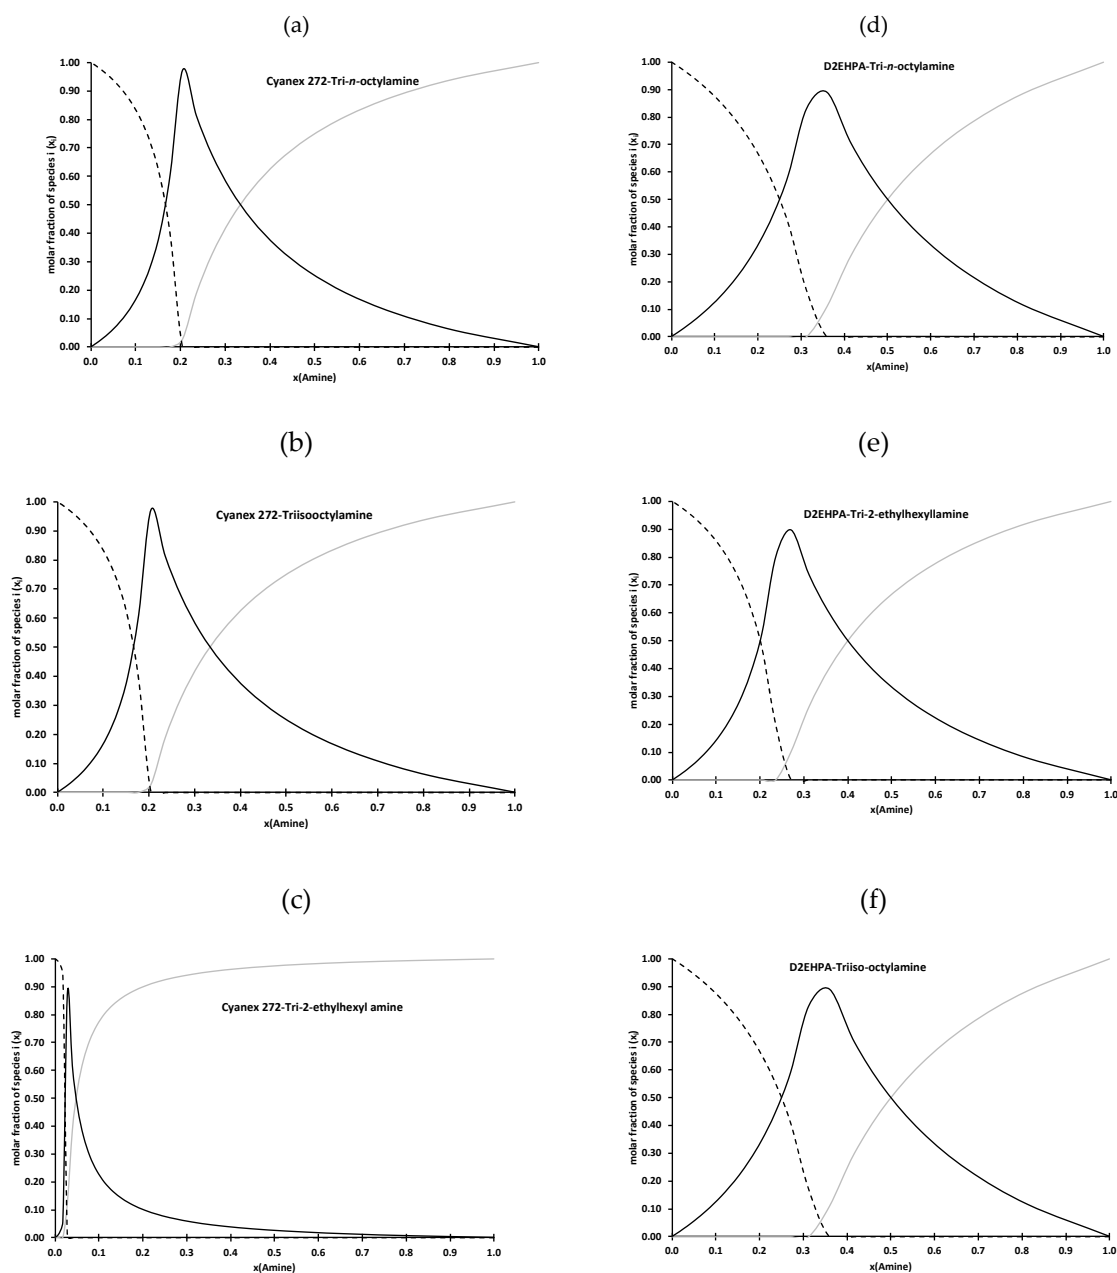 (a)
Cyanex 272-Tri-n-octylamine
molar fraction of species i (xi)
1.00
0.90
0.80
0.70
0.60
0.50
0.40
0.30
0.20
0.10
0.00
0.0 0.1 0.2 0.3 0.4 0.5 0.6 0.7 0.8 0.9 1.0
x(Amine)
(d)
D2EHPA-Tri-n-octylamine
molar fraction of species i (xi)
1.00
0.90
0.80
0.70
0.60
0.50
0.40
0.30
0.20
0.10
0.00
0.0 0.1 0.2 0.3 0.4 0.5 0.6 0.7 0.8 0.9 1.0
x(Amine)
(b)
Cyanex 272-Triisooctylamine
molar fraction of species i (xi)
1.00
0.90
0.80
0.70
0.60
0.50
0.40
0.30
0.20
0.10
0.00
0.0 0.1 0.2 0.3 0.4 0.5 0.6 0.7 0.8 0.9 1.0
x(Amine)
(e)
D2EHPA-Tri-2-ethylhexyllamine
molar fraction of species i (xi)
1.00
0.90
0.80
0.70
0.60
0.50
0.40
0.30
0.20
0.10
0.00
0.0 0.1 0.2 0.3 0.4 0.5 0.6 0.7 0.8 0.9 1.0
x(Amine)
(c)
Cyanex 272-Tri-2-ethylhexyl amine
molar fraction of species i (xi)
1.00
0.90
0.80
0.70
0.60
0.50
0.40
0.30
0.20
0.10
0.00
0.0 0.1 0.2 0.3 0.4 0.5 0.6 0.7 0.8 0.9 1.0
x(Amine)
(f)
D2EHPA-Triiso-octylamine
molar fraction of species i (xi)
1.00
0.90
0.80
0.70
0.60
0.50
0.40
0.30
0.20
0.10
0.00
0.0 0.1 0.2 0.3 0.4 0.5 0.6 0.7 0.8 0.9 1.0
x(Amine)